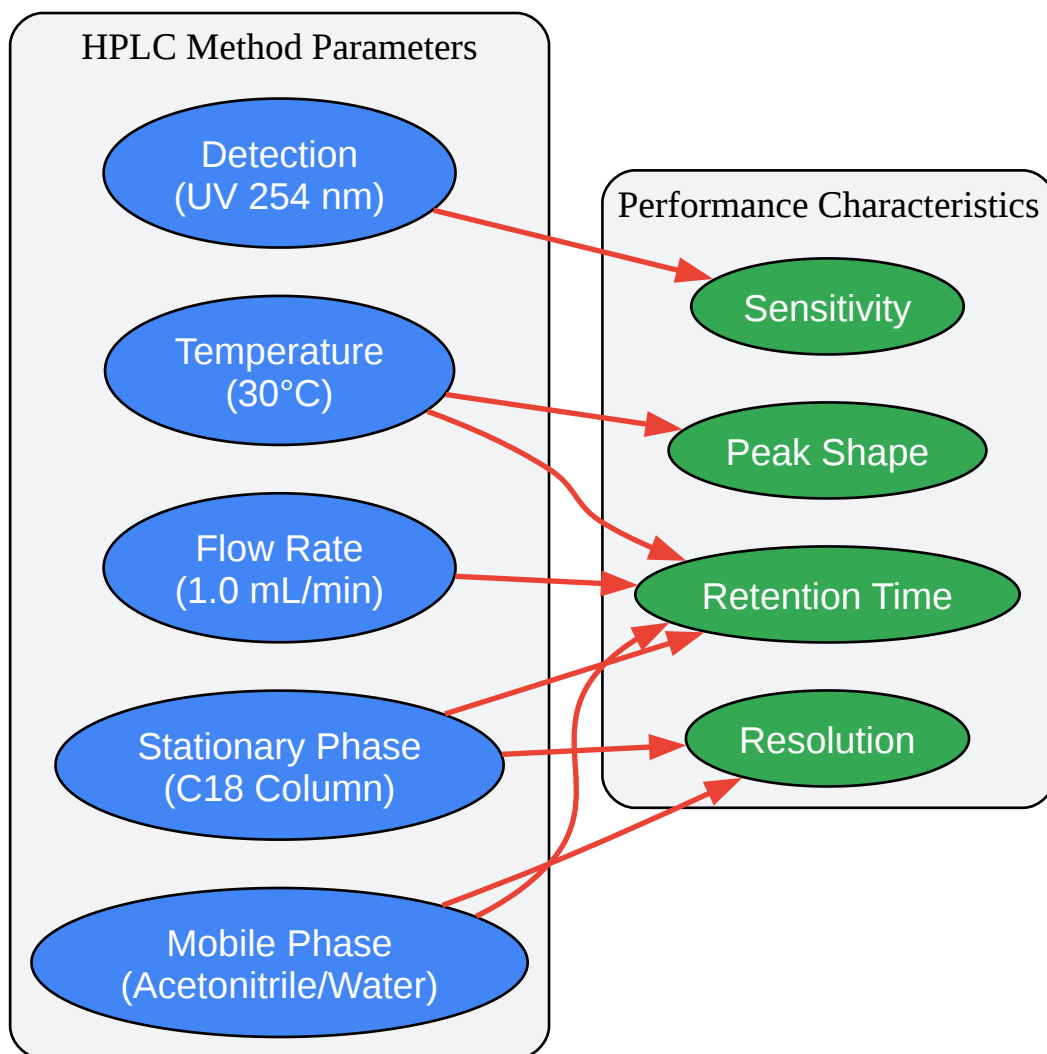 HPLC Method Parameters
Detection
(UV 254 nm)
Temperature
(30°C)
Flow Rate
(1.0 mL/min)
Stationary Phase
(C18 Column)
Mobile Phase
(Acetonitrile/Water)
Performance Characteristics
Sensitivity
Peak Shape
Retention Time
Resolution